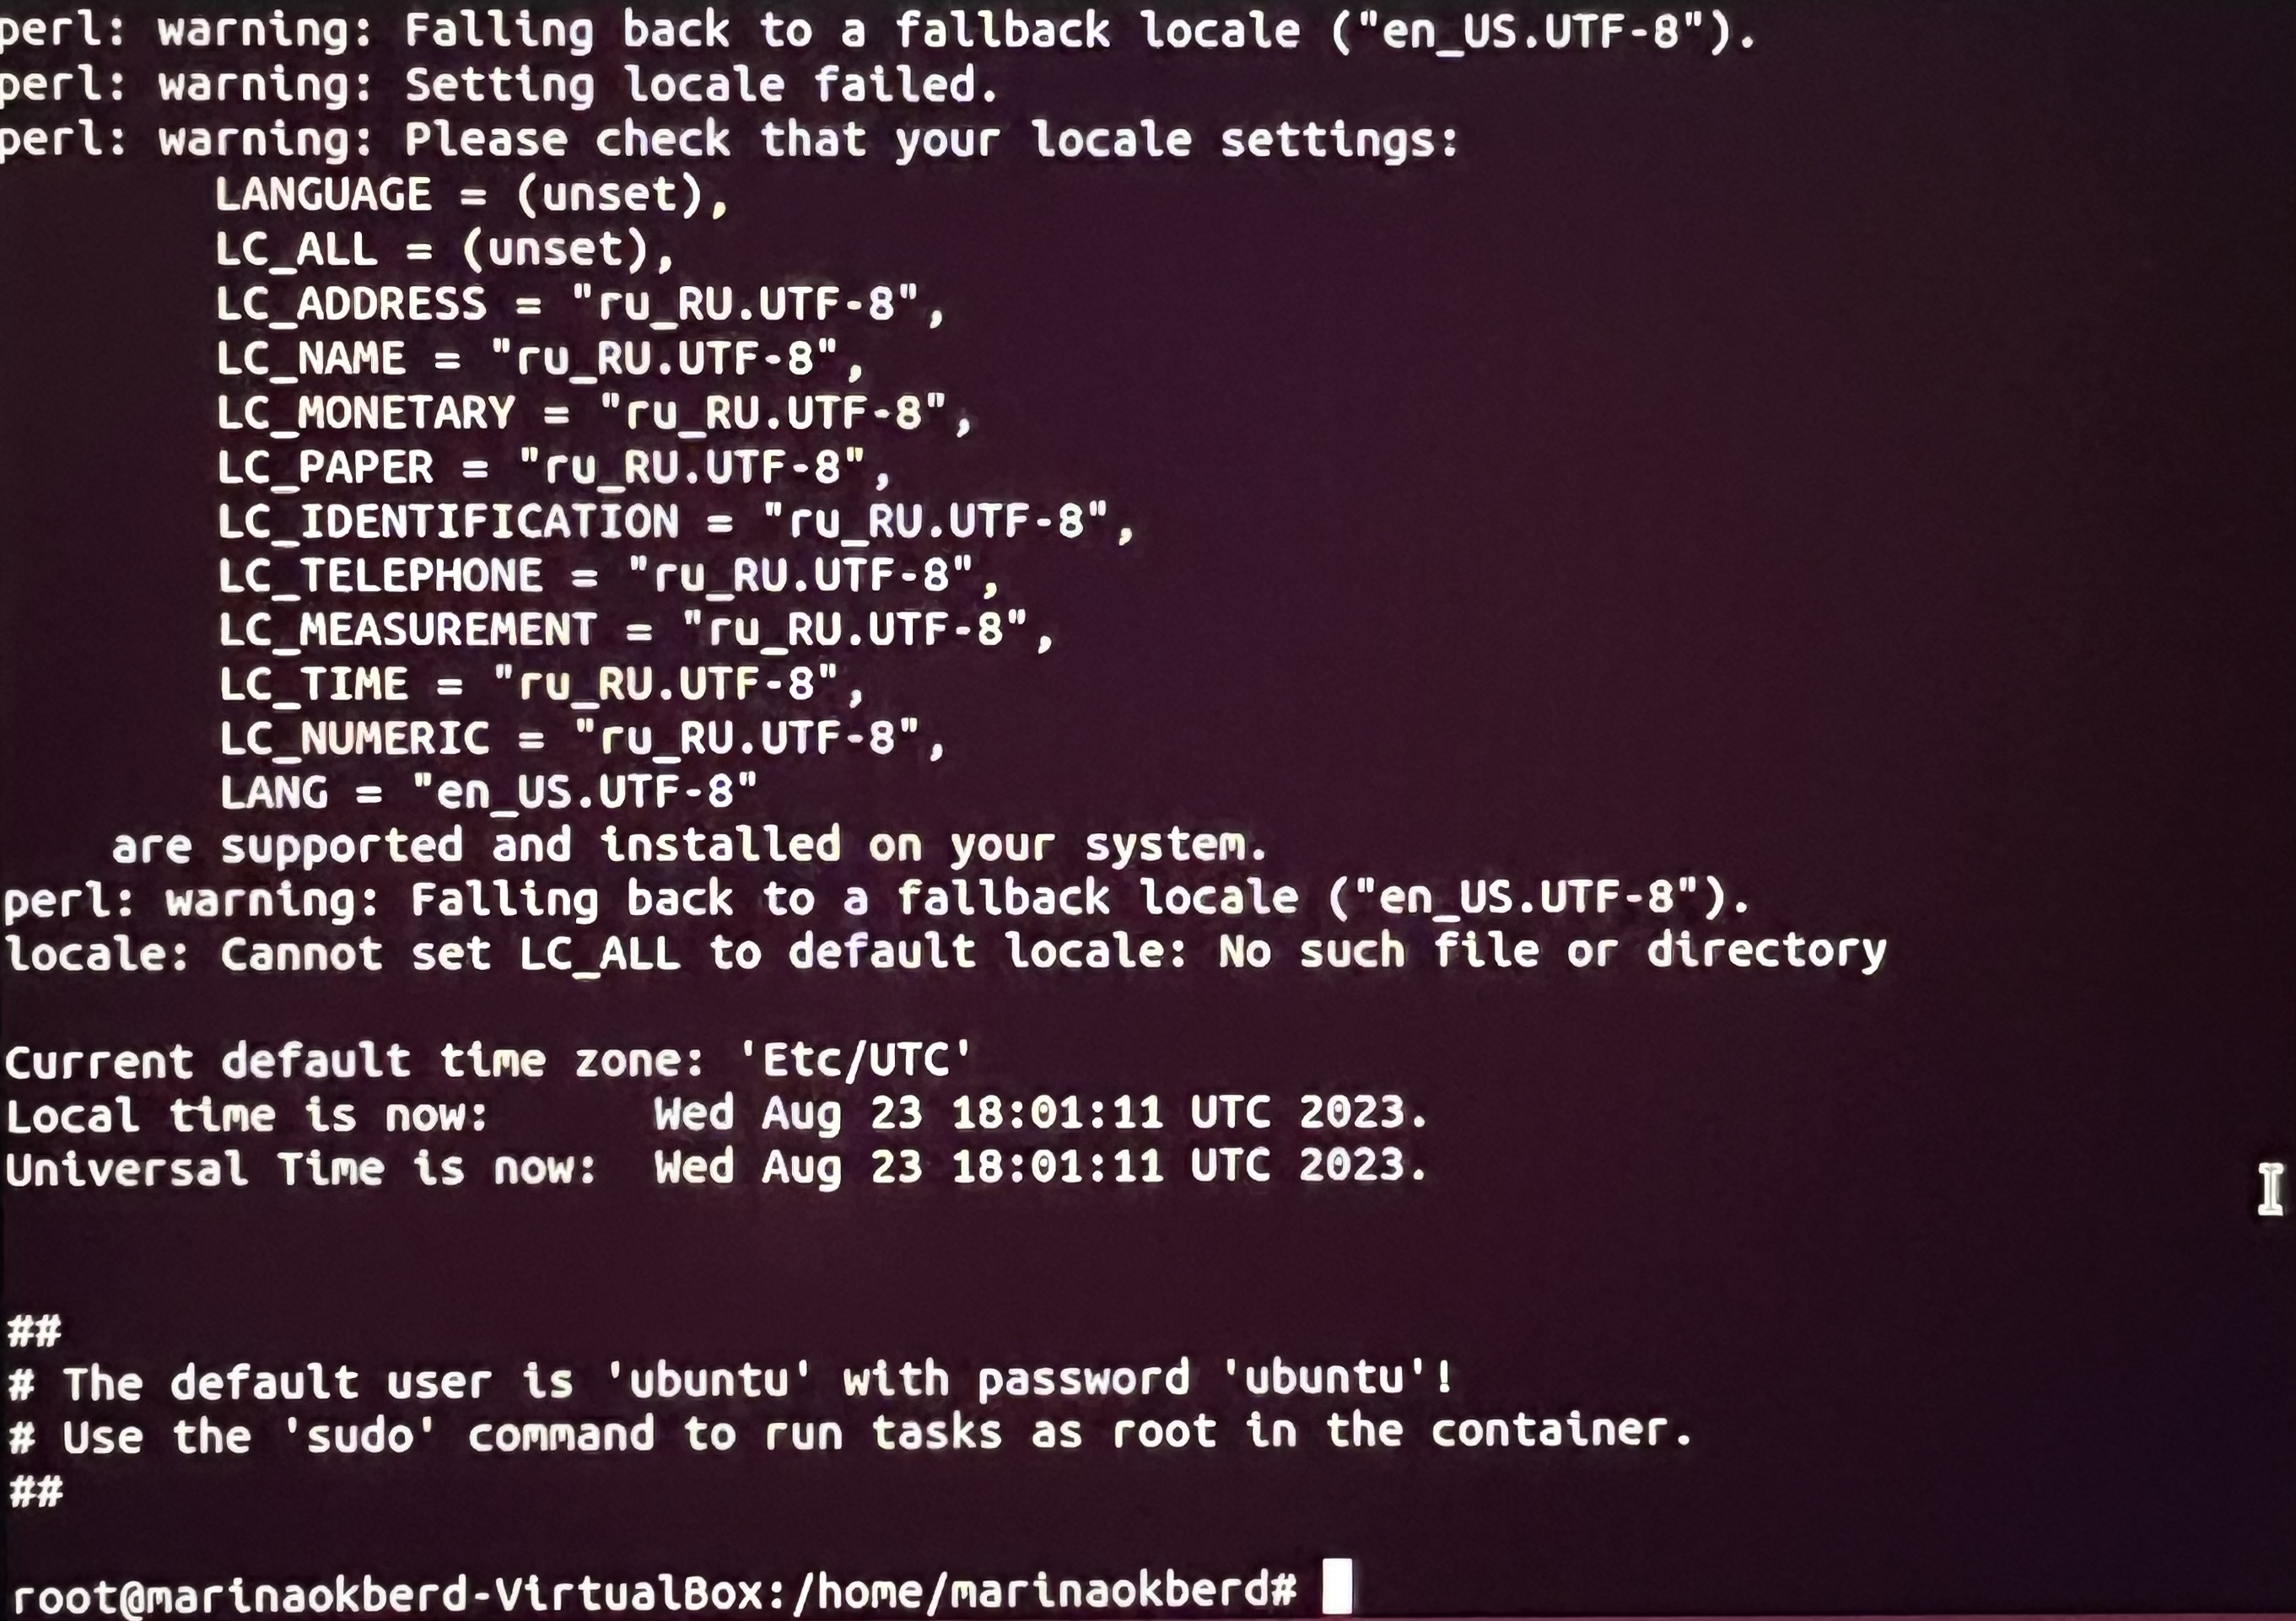 perl: warning: Falling back to a fallback locale ("en_US.UTF-8").
perl: warning: Setting locale failed.
perl: warning: Please check that your locale settings:
LANGUAGE = (unset),
LC_ALL = (unset),
LC_ADDRESS = "ru_RU.UTF-8",
LC_NAME = "ru_RU.UTF-8",
LC_MONETARY = "ru_RU.UTF-8",
LC_PAPER = "ru_RU.UTF-8",
LC_IDENTIFICATION = "ru_RU.UTF-8",
LC_TELEPHONE = "ru_RU.UTF-8",
LC_MEASUREMENT = "ru_RU.UTF-8",
LC_TIME = "ru_RU.UTF-8",
LC_NUMERIC = "ru_RU.UTF-8",
LANG = "en_US.UTF-8"
are supported and installed on your system.
perl: warning: Falling back to a fallback locale ("en_US.UTF-8").
locale: Cannot set LC_ALL to default locale: No such file or directory
Current default time zone: 'Etc/UTC'
Local time is now:      Wed Aug 23 18:01:11 UTC 2023.
Universal Time is now:  Wed Aug 23 18:01:11 UTC 2023.
##
# The default user is 'ubuntu' with password 'ubuntu'!
# Use the 'sudo' command to run tasks as root in the container.
##
root@marinaokberd-VirtualBox:/home/marinaokberd#